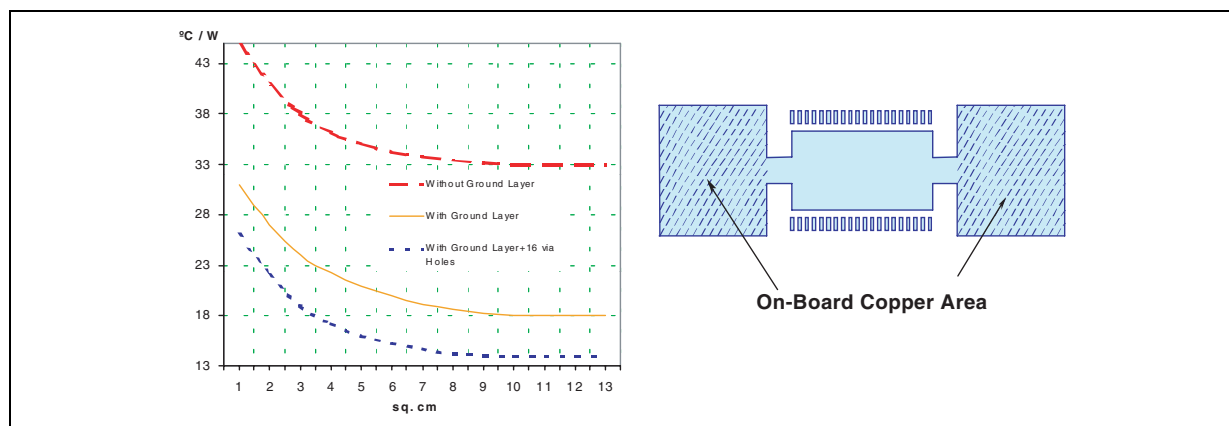 ºC / W
43
38
33
28
23
18
13
1 2 3 4 5 6 7 8 9 10 11 12 13
sq. cm
Without Ground Layer
With Ground Layer
With Ground Layer+16 via
Holes
On-Board Copper Area